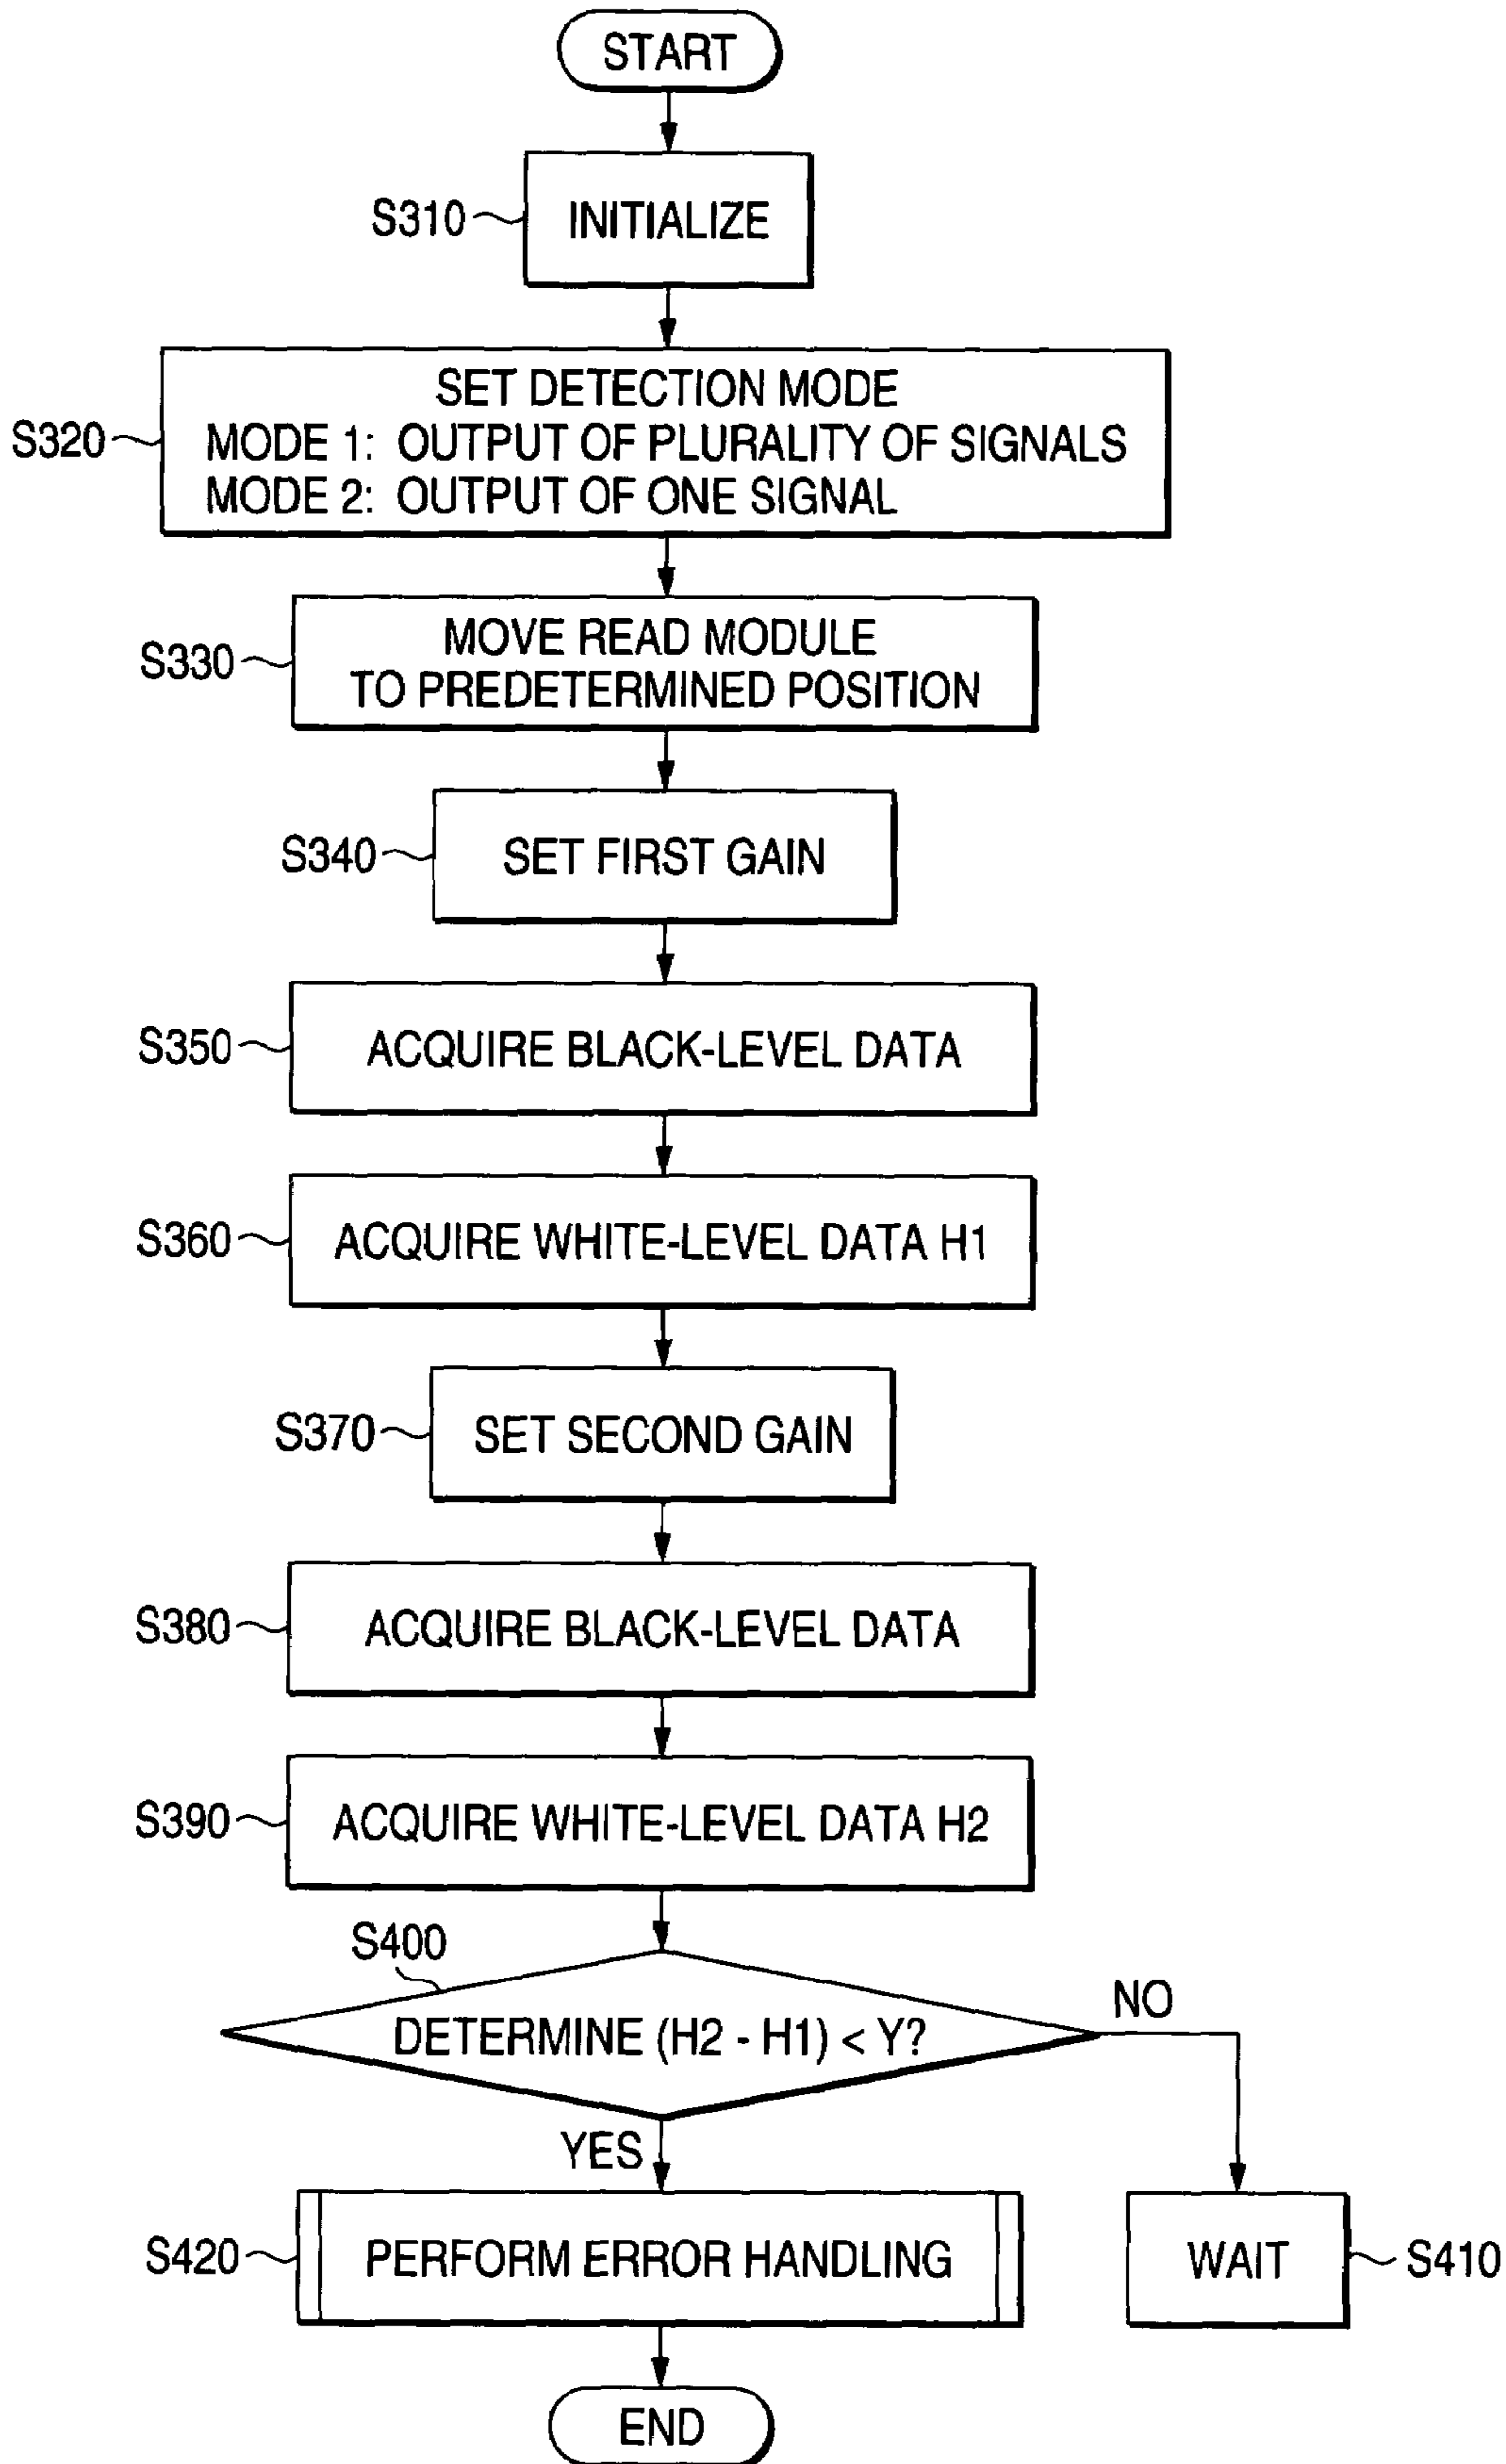 START
S310
INITIALIZE
S320
SET DETECTION MODE
MODE 1: OUTPUT OF PLURALITY OF SIGNALS
MODE 2: OUTPUT OF ONE SIGNAL
S330
MOVE READ MODULE
TO PREDETERMINED POSITION
S340
SET FIRST GAIN
S350
ACQUIRE BLACK-LEVEL DATA
S360
ACQUIRE WHITE-LEVEL DATA H1
S370
SET SECOND GAIN
S380
ACQUIRE BLACK-LEVEL DATA
S390
ACQUIRE WHITE-LEVEL DATA H2
S400
DETERMINE (H2 - H1) < Y?
NO
YES
S420
PERFORM ERROR HANDLING
WAIT
S410
END